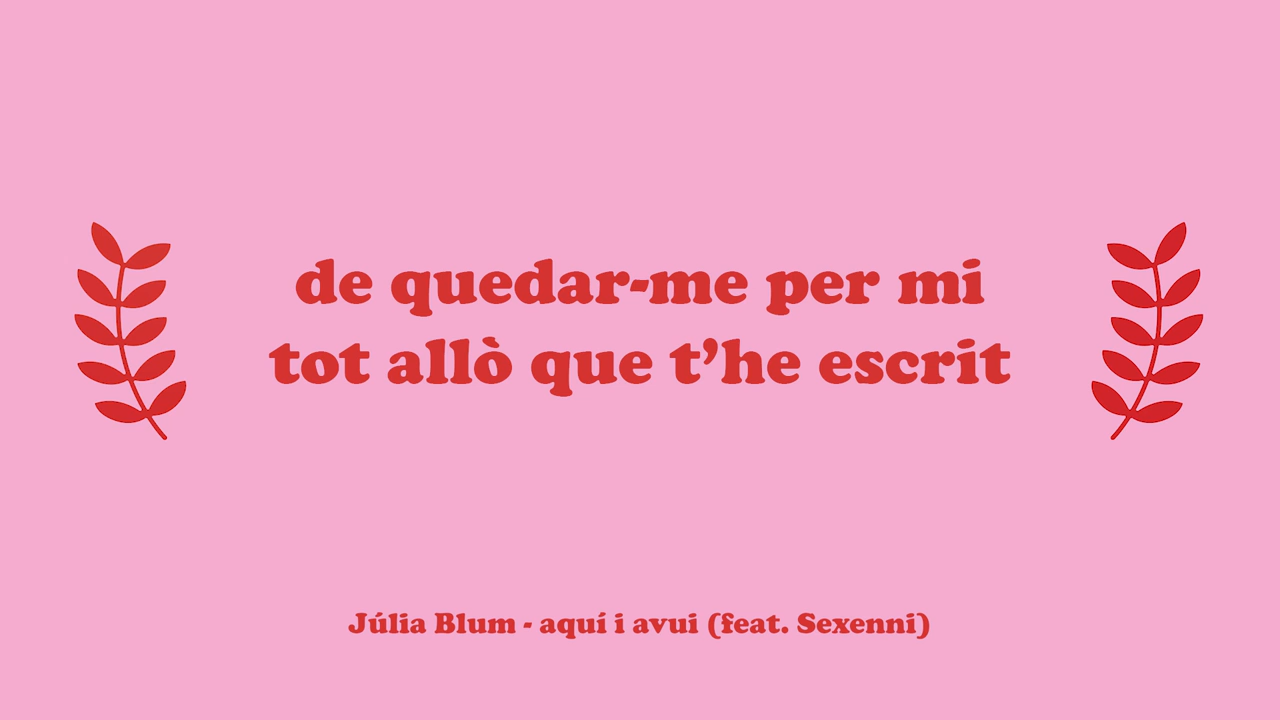 de quedar-me per mi
tot allò que t’he escrit
Júlia Blum - aquí i avui (feat. Sexenni)